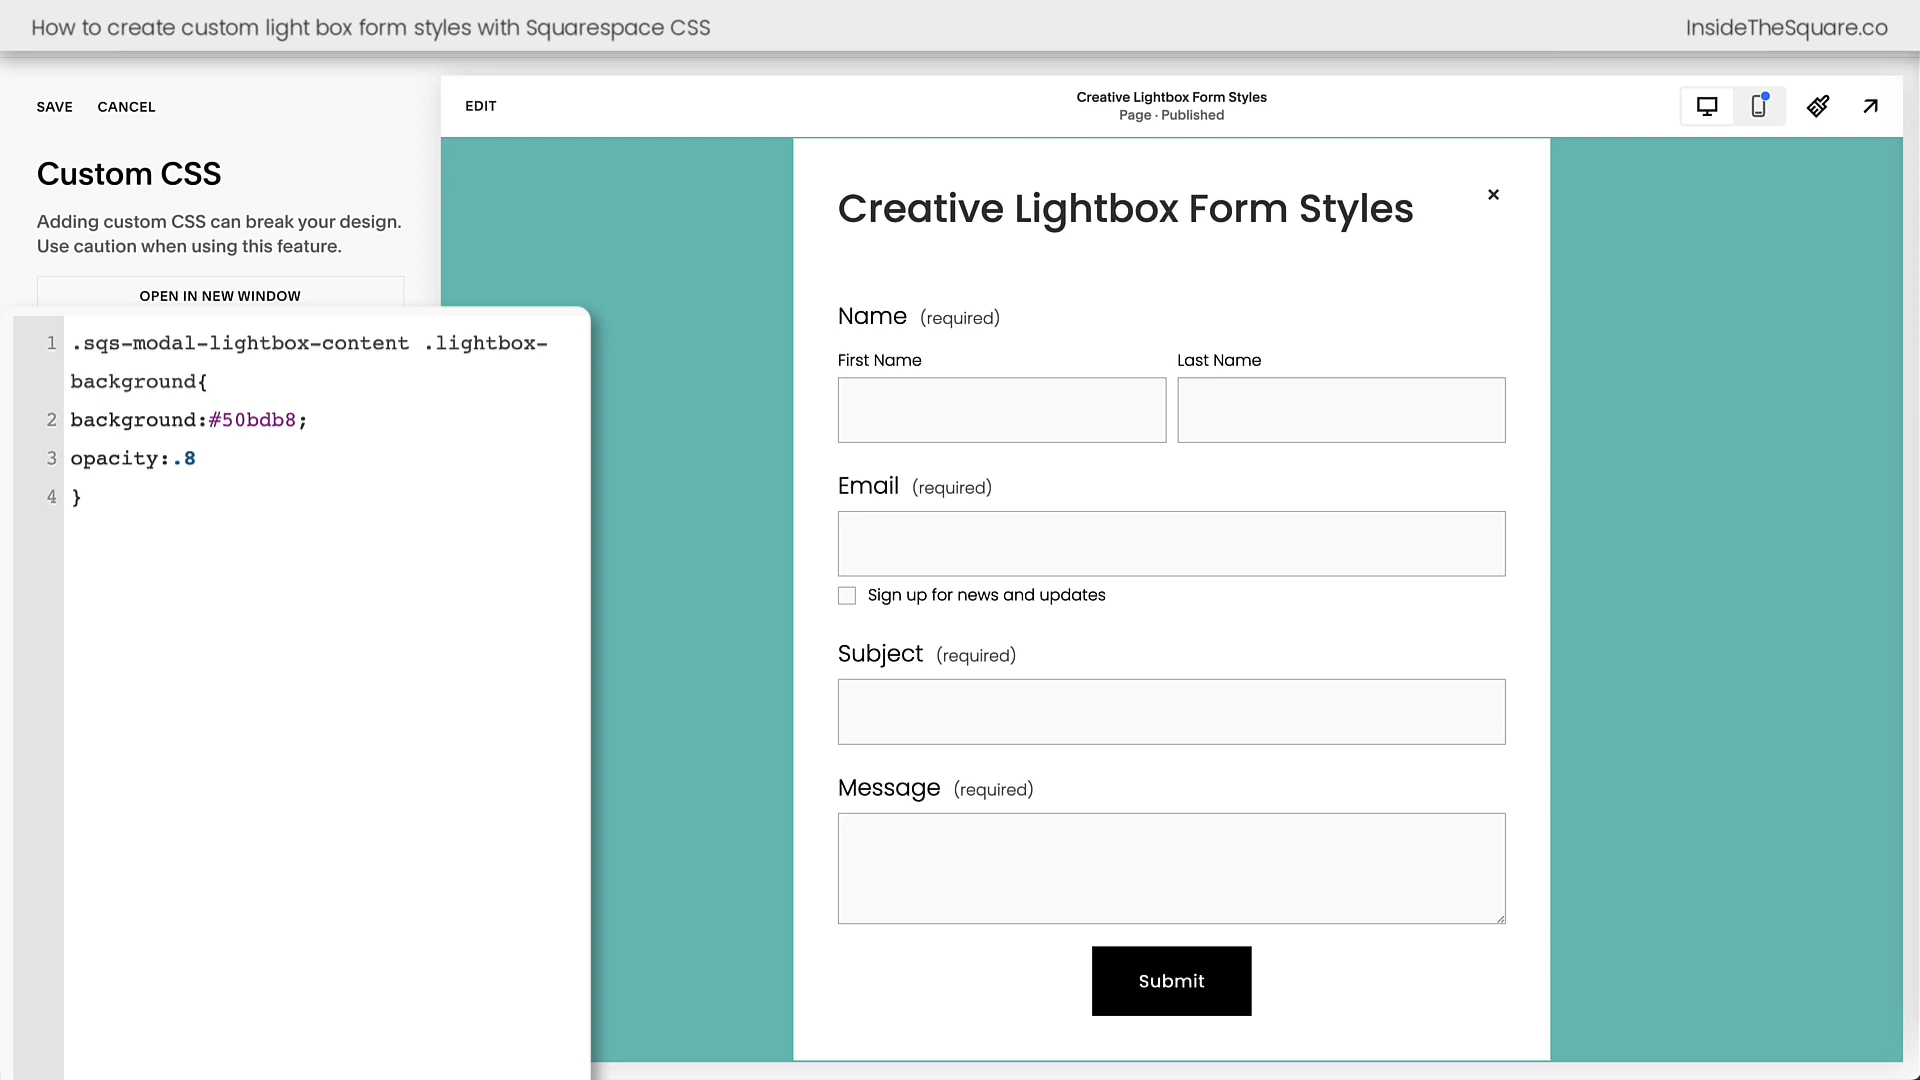 How to create custom light box form styles with Squarespace CSS
InsideTheSquare.co
SAVE CANCEL
Custom CSS
Adding custom CSS can break your design.
Use caution when using this feature.
OPEN IN NEW WINDOW
1 .sqs-modal-lightbox-content .lightbox-
background{
2 background:#50bdb8;
3 opacity:.8
4 }
EDIT
Creative Lightbox Form Styles
Page · Published
Creative Lightbox Form Styles
×
Name (required)
First Name Last Name
Email (required)
Sign up for news and updates
Subject (required)
Message (required)
Submit